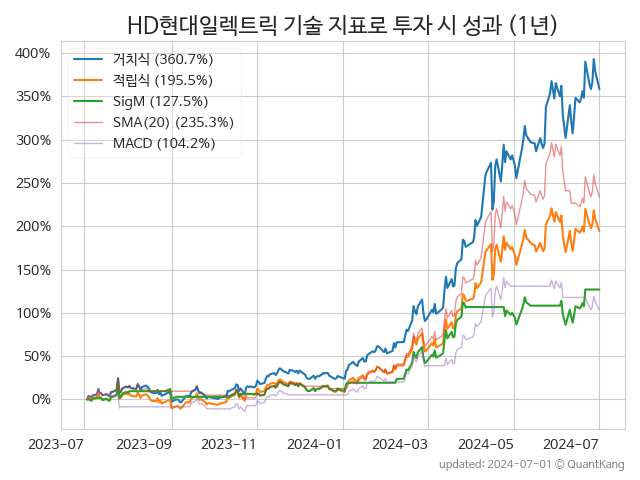 HD현대일렉트릭 기술 지표로 투자 시 성과 (1년)
거치식 (360.7%)
적립식 (195.5%)
SigM (127.5%)
SMA(20) (235.3%)
MACD (104.2%)
400%
350%
300%
250%
200%
150%
100%
50%
0%
2023-07 2023-09 2023-11 2024-01 2024-03 2024-05 2024-07
updated: 2024-07-01 © QuantKang